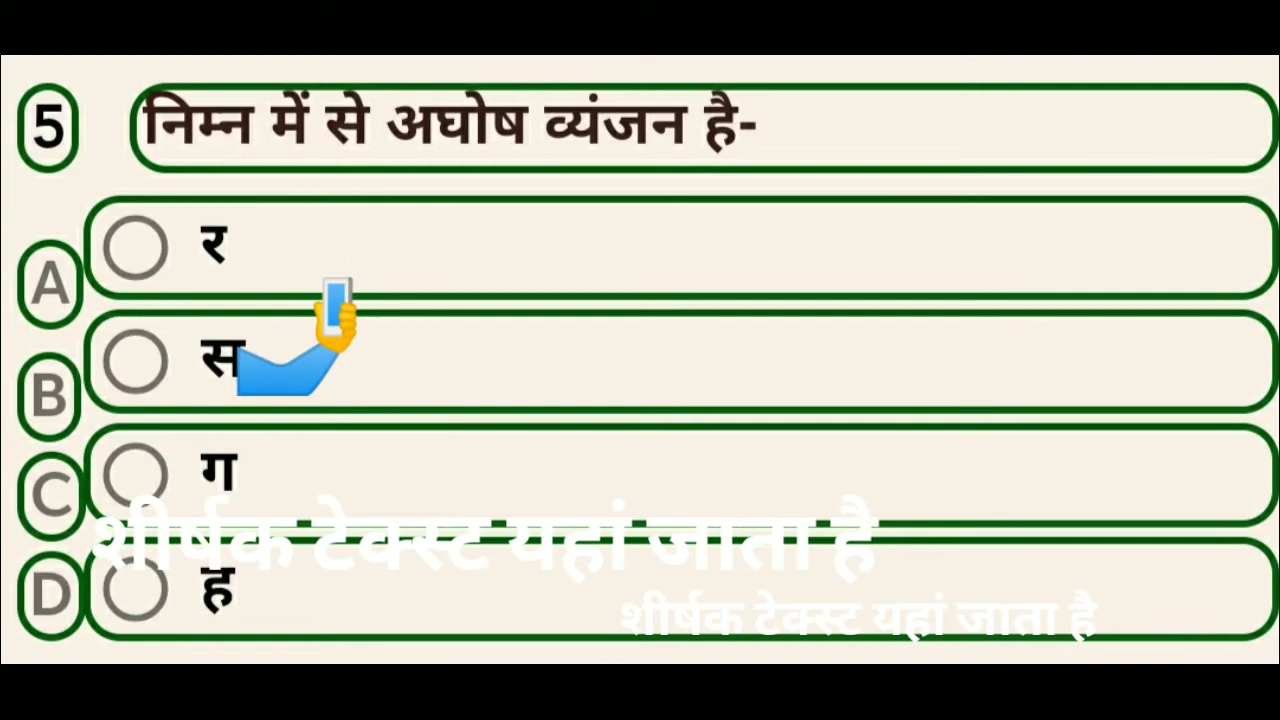 5 निम्न में से अघोष व्यंजन है-
A र
B स
C ग
शीर्षक टेक्स्ट यहां जाता है
D ह
शीर्षक टेक्स्ट यहां जाता है